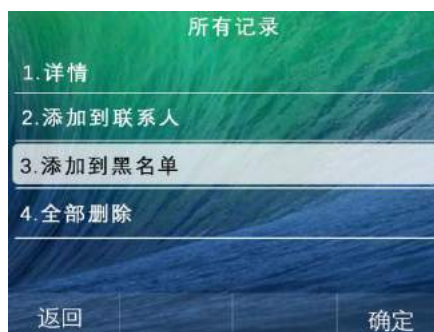 所有记录
1.详情
2.添加到联系人
3.添加到黑名单
4.全部删除
返回 确定